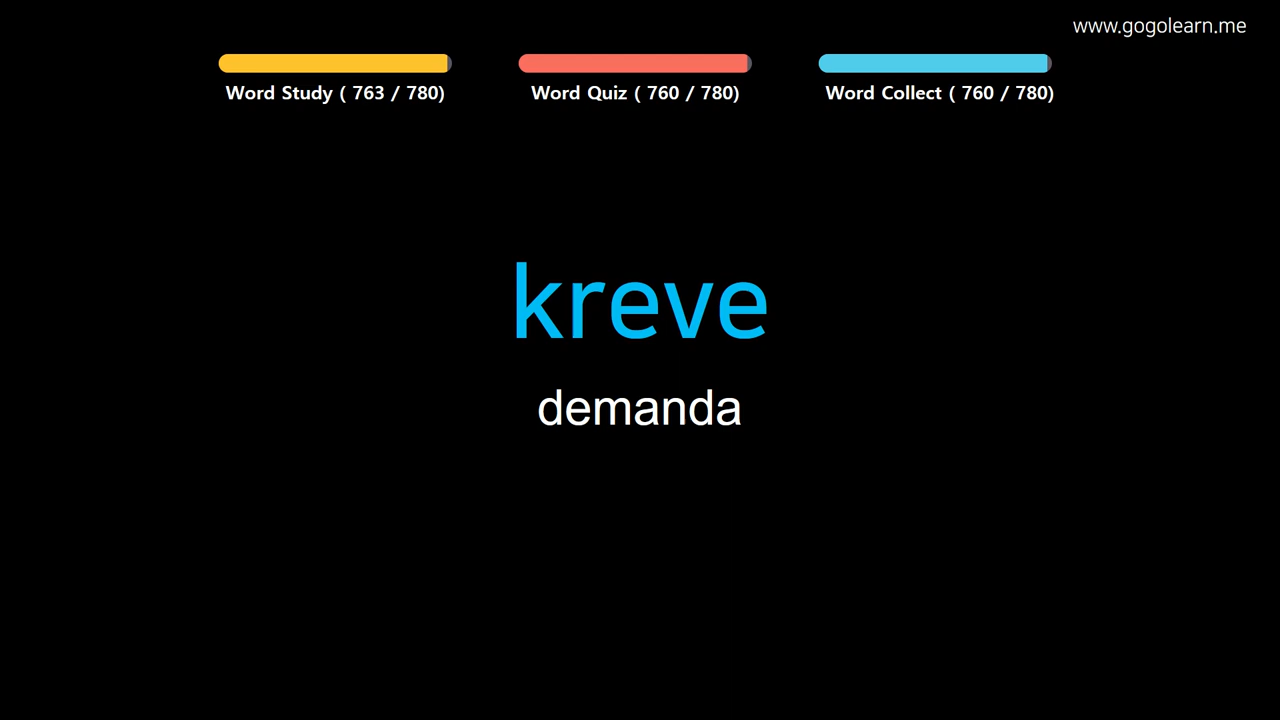 www.gogolearn.me
Word Study ( 763 / 780)
Word Quiz ( 760 / 780)
Word Collect ( 760 / 780)
kreve
demanda